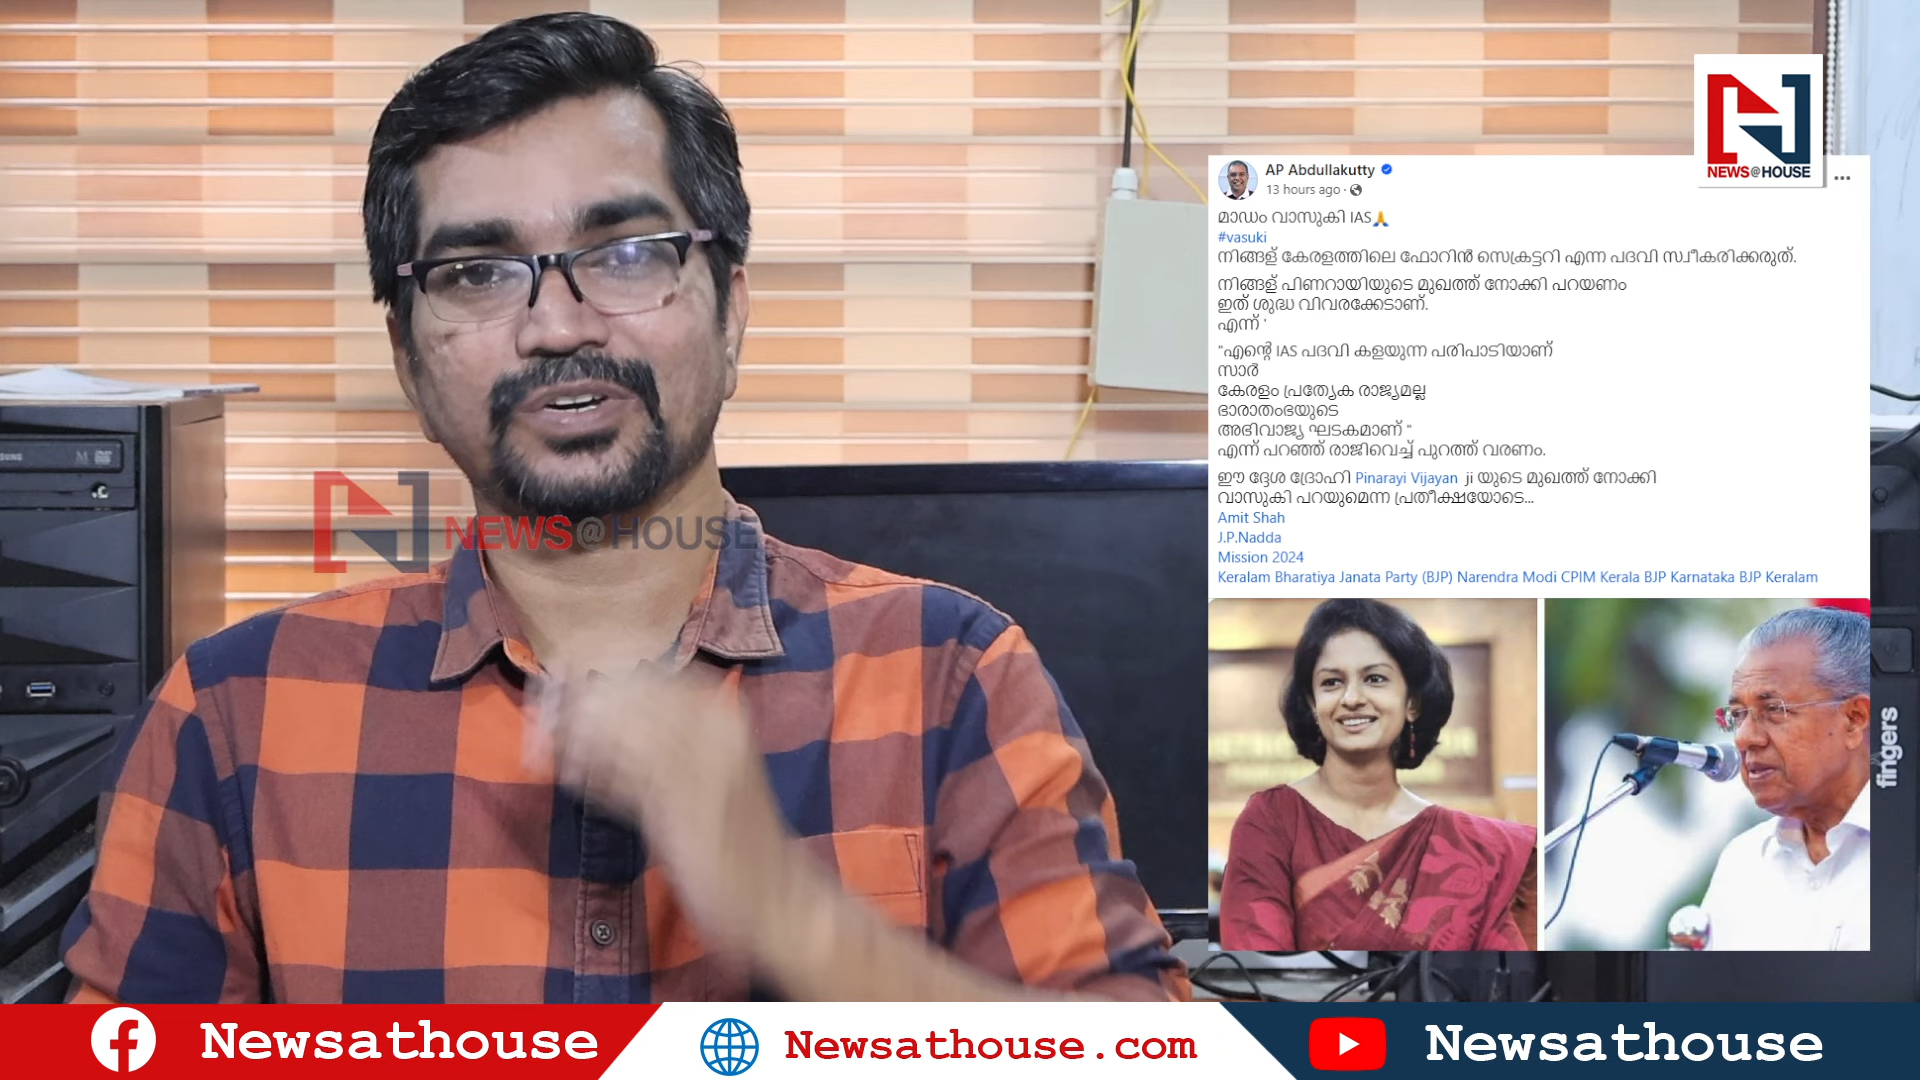 NEWS@HOUSE
AP Abdullakutty
13 hours ago
മാഡം വാസുകി IAS🙏
#vasuki
നിങ്ങള് കേരളത്തിലെ ഫോറിൻ സെക്രട്ടറി എന്ന പദവി സ്വീകരിക്കരുത്.
നിങ്ങള് പിണറായിയുടെ മുഖത്ത് നോക്കി പറയണം
ഇത് ശുദ്ധ വിവരക്കേടാണ്.
എന്ന് '
"എന്റെ IAS പദവി കളയുന്ന പരിപാടിയാണ്
സാർ
കേരളം പ്രത്യേക രാജ്യമല്ല
ഭാരാതംഭയുടെ
അഭിവാജ്യ ഘടകമാണ് "
എന്ന് പറഞ്ഞ് രാജിവെച്ച് പുറത്ത് വരണം.
ഈ ദ്ദേശ ദ്രോഹി Pinarayi Vijayan ji യുടെ മുഖത്ത് നോക്കി
വാസുകി പറയുമെന്ന പ്രതീക്ഷയോടെ...
Amit Shah
J.P.Nadda
Mission 2024
Keralam Bharatiya Janata Party (BJP) Narendra Modi CPIM Kerala BJP Karnataka BJP Keralam
NEWS@HOUSE
fingers
Newsathouse
Newsathouse.com
Newsathouse